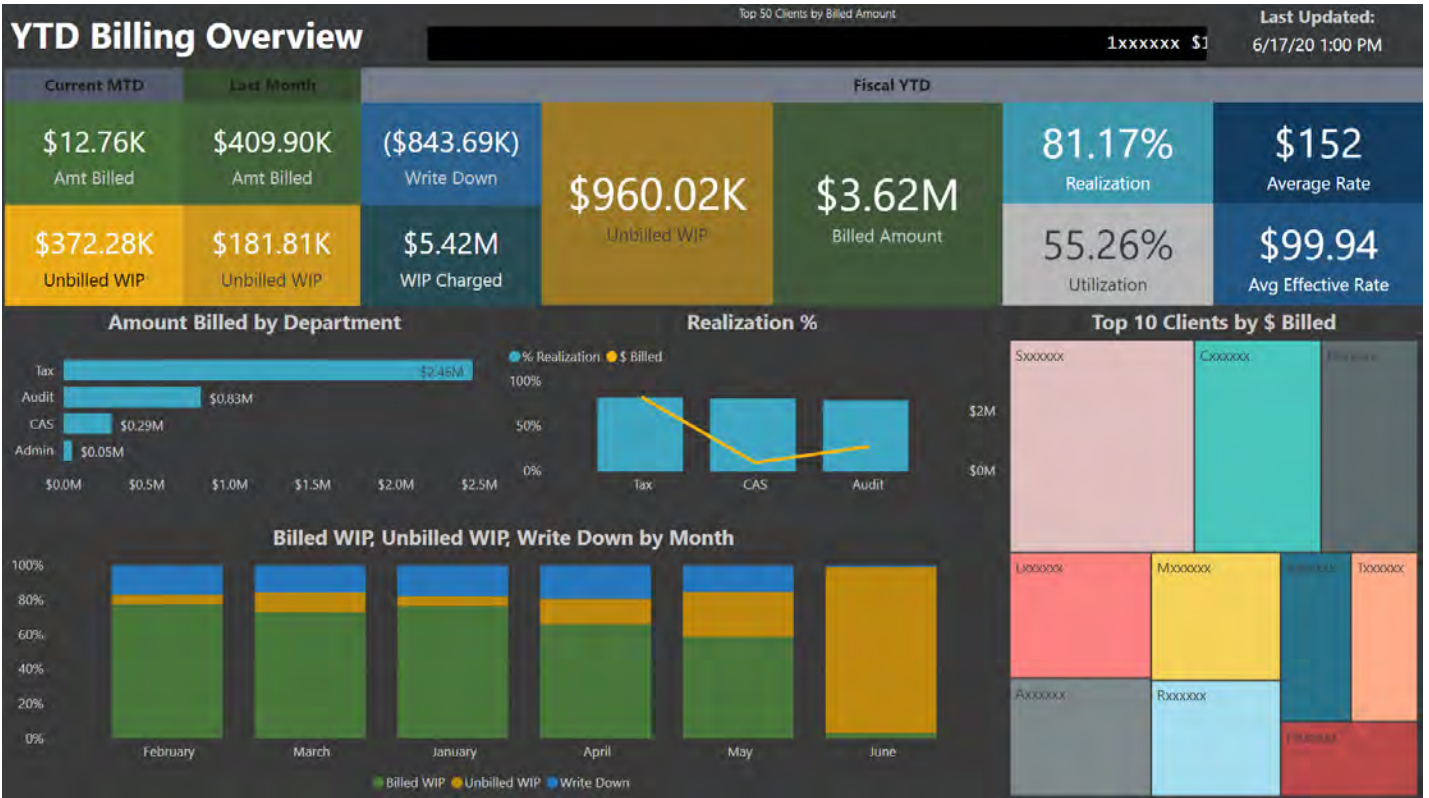 YTD Billing Overview
Top 50 Clients by Billed Amount
1xxxxxx $1
Last Updated:
6/17/20 1:00 PM
Current MTD
Last Month
Fiscal YTD
$12.76K
Amt Billed
$409.90K
Amt Billed
($843.69K)
Write Down
$960.02K
Unbilled WIP
$3.62M
Billed Amount
81.17%
Realization
$152
Average Rate
$372.28K
Unbilled WIP
$181.81K
Unbilled WIP
$5.42M
WIP Charged
55.26%
Utilization
$99.94
Avg Effective Rate
Amount Billed by Department
Tax
$2.45M
Audit
$0.83M
CAS
$0.29M
Admin
$0.05M
$0.0M $0.5M $1.0M $1.5M $2.0M $2.5M
Realization %
% Realization $ Billed
100%
50%
0%
$2M
$0M
Tax CAS Audit
Top 10 Clients by $ Billed
Sxxxxxx
Cxxxxxx
Lxxxxxx
Mxxxxxx
Txxxxxx
Axxxxxx
Rxxxxxx
Billed WIP, Unbilled WIP, Write Down by Month
100%
80%
60%
40%
20%
0%
February March January April May June
Billed WIP Unbilled WIP Write Down